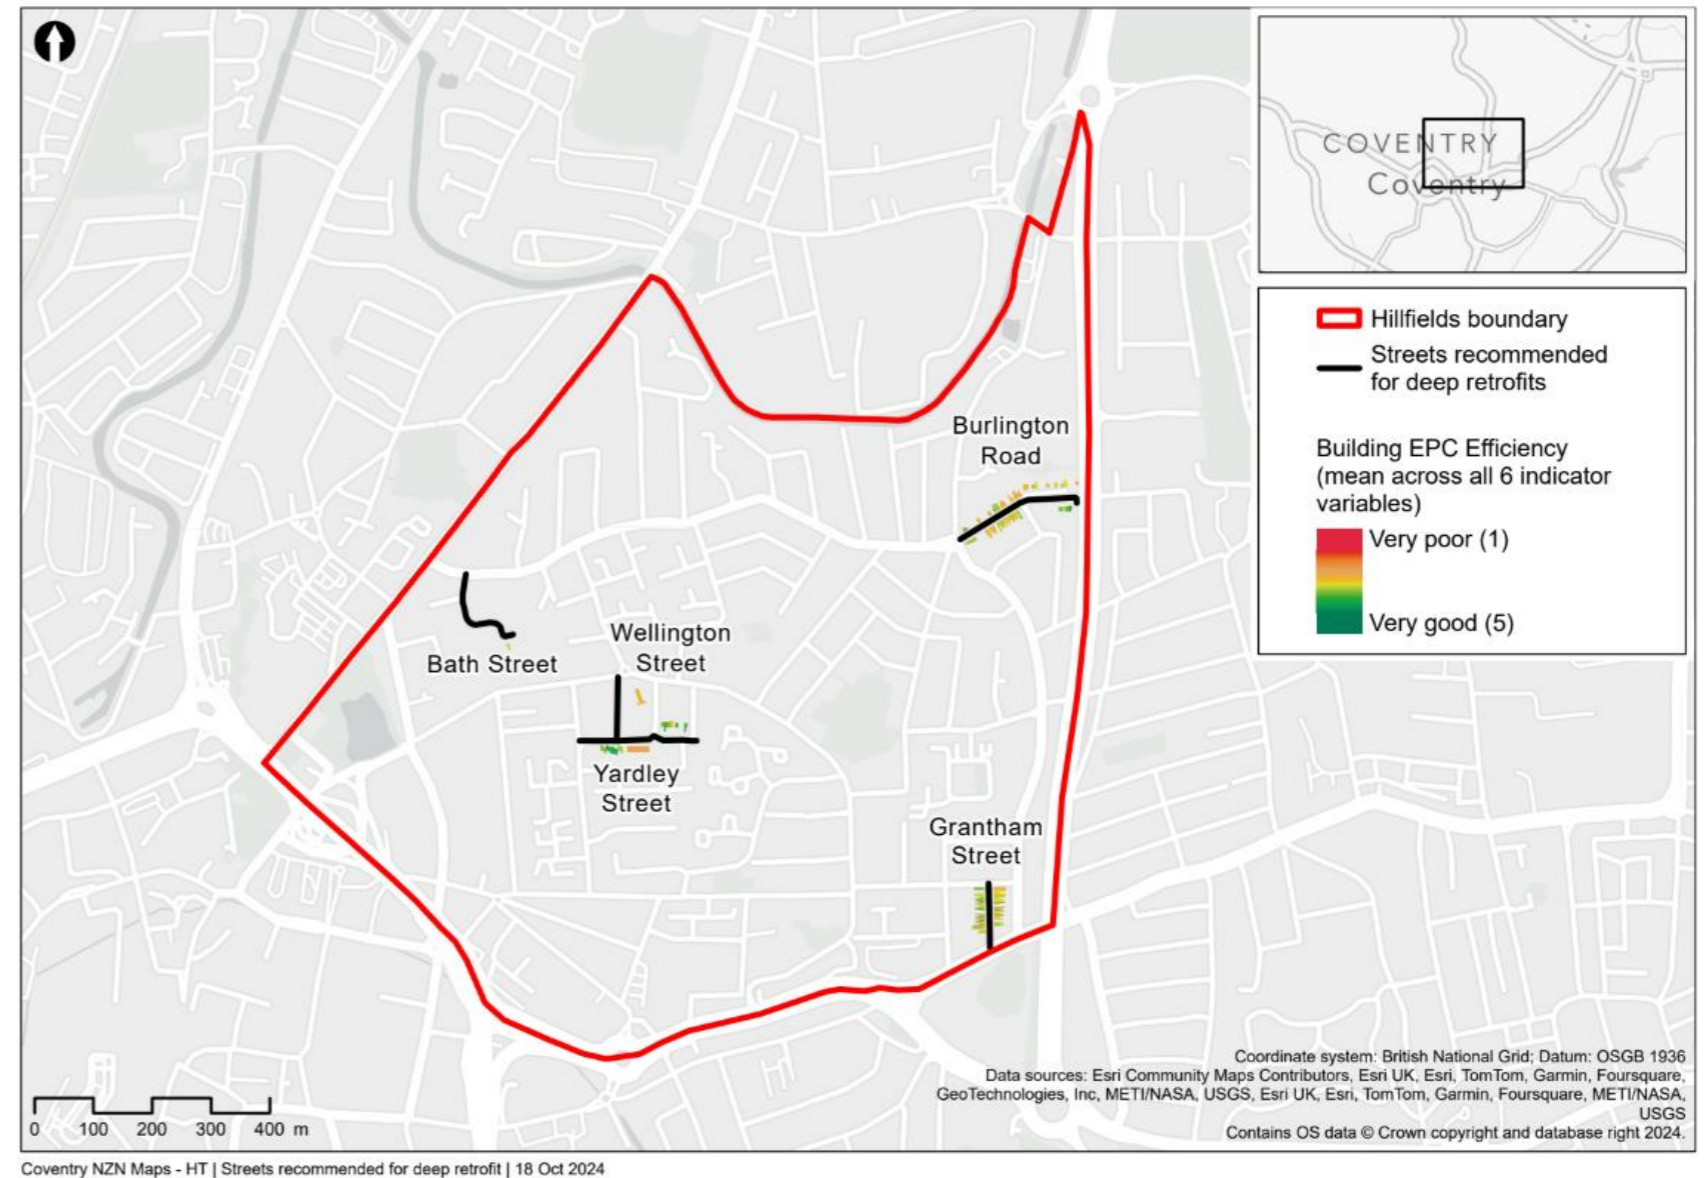 COVENTRY
Coventry
Hillfields boundary
Streets recommended
for deep retrofits
Building EPC Efficiency
(mean across all 6 indicator
variables)
Very poor (1)
Very good (5)
Burlington
Road
Wellington
Street
Bath Street
Yardley
Street
Grantham
Street
0 100 200 300 400 m
Coordinate system: British National Grid; Datum: OSGB 1936
Data sources: Esri Community Maps Contributors, Esri UK, Esri, TomTom, Garmin, Foursquare,
GeoTechnologies, Inc, METI/NASA, USGS, Esri UK, Esri, TomTom, Garmin, Foursquare, METI/NASA,
USGS
Contains OS data © Crown copyright and database right 2024.
Coventry NZN Maps - HT | Streets recommended for deep retrofit | 18 Oct 2024